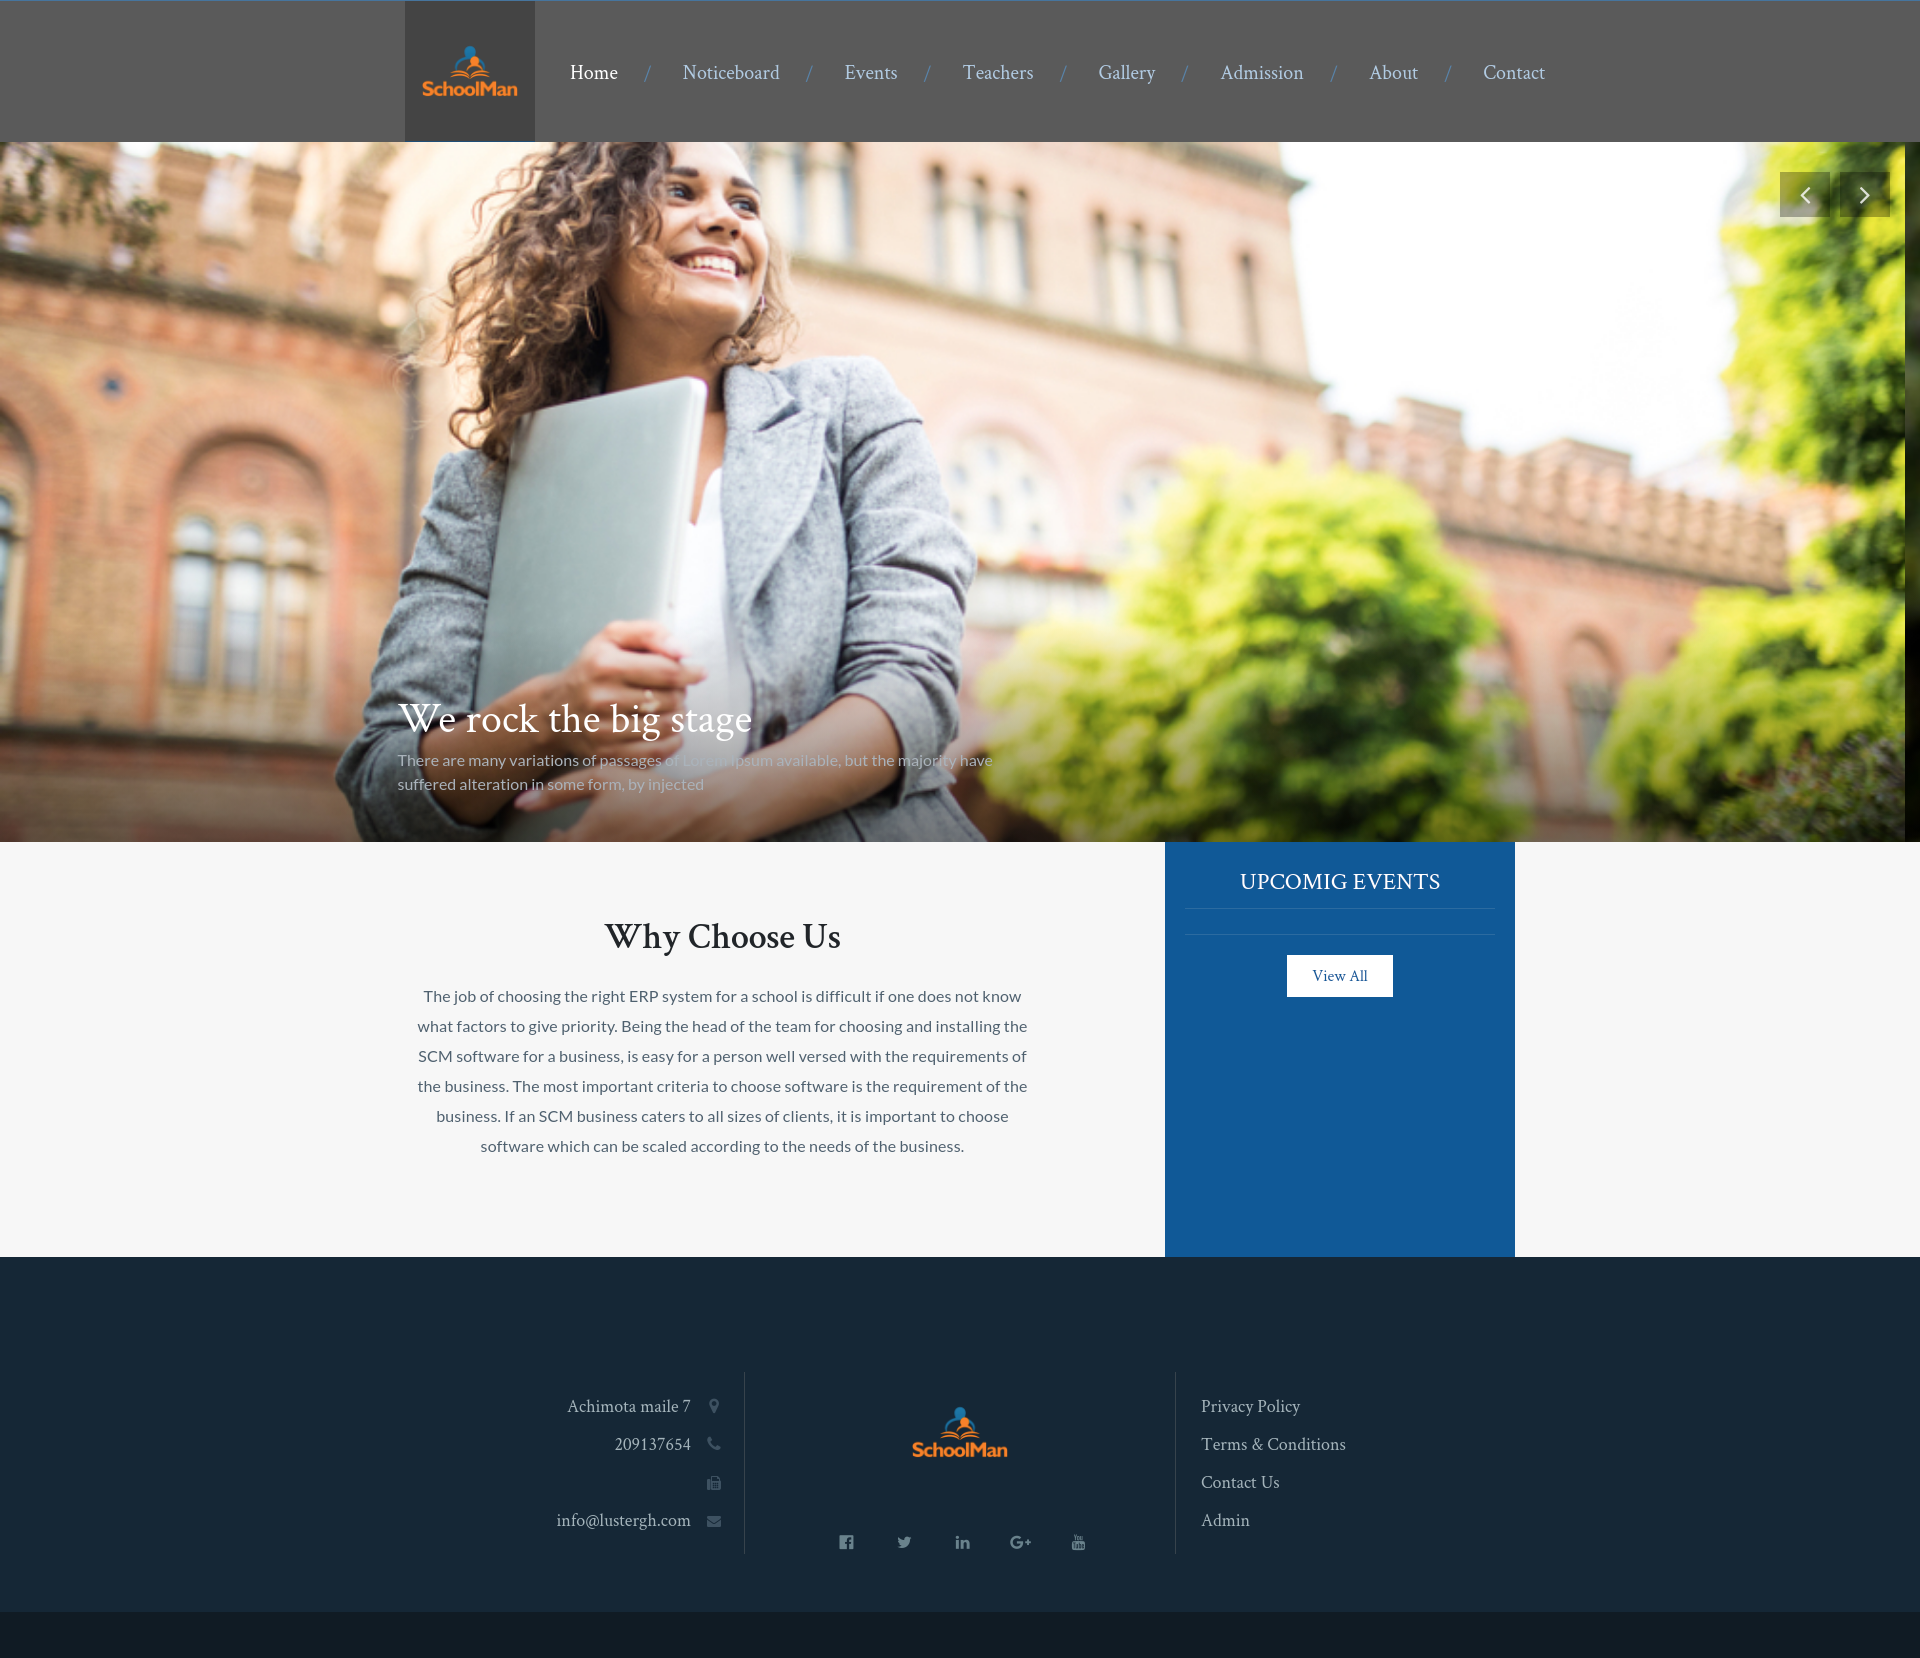 SchoolMan
Home / Noticeboard / Events / Teachers / Gallery / Admission / About / Contact
We rock the big stage
There are many variations of passages of Lorem Ipsum available, but the majority have
suffered alteration in some form, by injected
Why Choose Us
The job of choosing the right ERP system for a school is difficult if one does not know
what factors to give priority. Being the head of the team for choosing and installing the
SCM software for a business, is easy for a person well versed with the requirements of
the business. The most important criteria to choose software is the requirement of the
business. If an SCM business caters to all sizes of clients, it is important to choose
software which can be scaled according to the needs of the business.
UPCOMIG EVENTS
View All
Achimota maile 7
209137654
info@lustergh.com
SchoolMan
Privacy Policy
Terms & Conditions
Contact Us
Admin